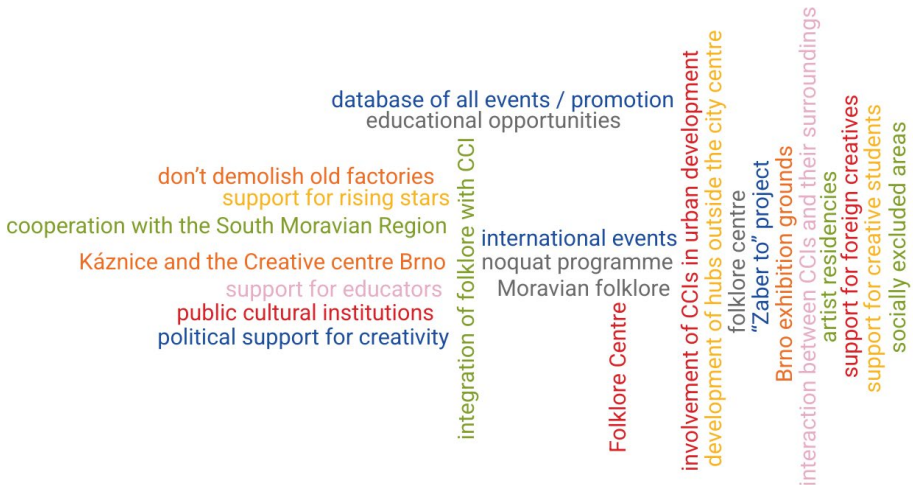 database of all events / promotion
educational opportunities
don’t demolish old factories
support for rising stars
cooperation with the South Moravian Region
Káznice and the Creative centre Brno
support for educators
public cultural institutions
political support for creativity
integration of folklore with CCI
international events
noquat programme
Moravian folklore
Folklore Centre
involvement of CCIs in urban development
development of hubs outside the city centre
folklore centre
“Zaber to” project
Brno exhibition grounds
interaction between CCIs and their surroundings
artist residencies
support for foreign creatives
support for creative students
socially excluded areas